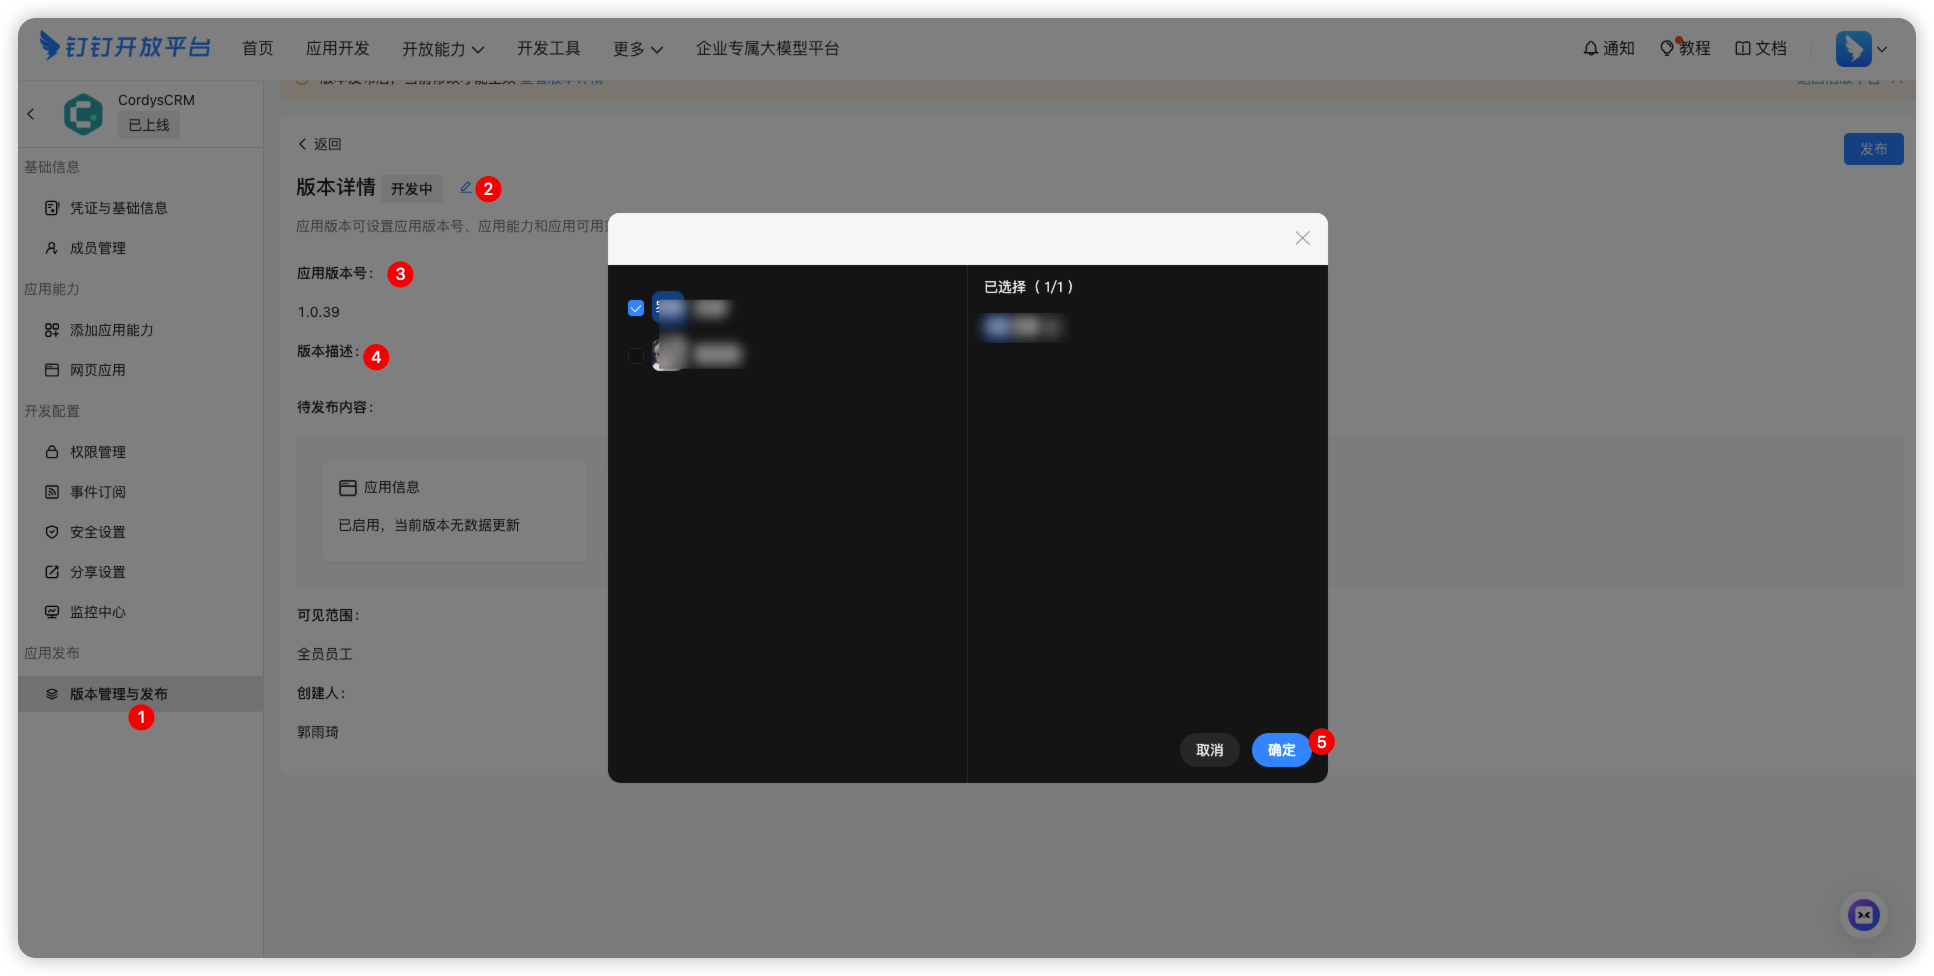 钉钉开放平台 首页 应用开发 开放能力 开发工具 更多 企业专属大模型平台 通知 教程 文档
CordysCRM
已上线
基础信息
凭证与基础信息
成员管理
应用能力
添加应用能力
网页应用
开发配置
权限管理
事件订阅
安全设置
分享设置
监控中心
应用发布
版本管理与发布
1
返回
发布
版本详情 开发中 2
应用版本可设置应用版本号、应用能力和应用可用
应用版本号: 3
1.0.39
版本描述: 4
待发布内容:
应用信息
已启用，当前版本无数据更新
可见范围:
全员员工
创建人:
郭雨琦
已选择（1/1）
取消 确定 5